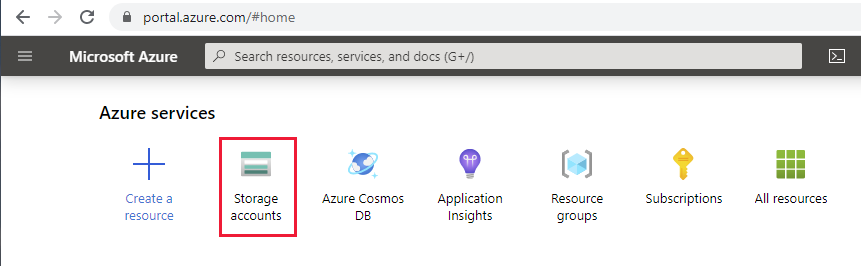 portal.azure.com/#home
Microsoft Azure
Search resources, services, and docs (G+/)
Azure services
Create a
resource
Storage
accounts
Azure Cosmos
DB
Application
Insights
Resource
groups
Subscriptions
All resources